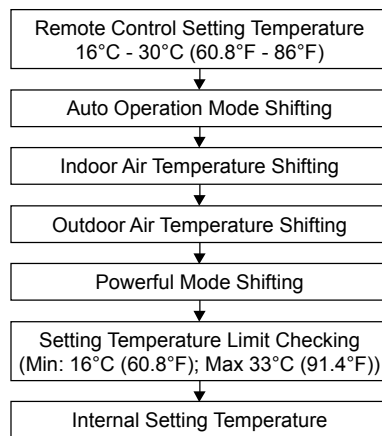 Remote Control Setting Temperature
16°C - 30°C (60.8°F - 86°F)
Auto Operation Mode Shifting
Indoor Air Temperature Shifting
Outdoor Air Temperature Shifting
Powerful Mode Shifting
Setting Temperature Limit Checking
(Min: 16°C (60.8°F); Max 33°C (91.4°F))
Internal Setting Temperature